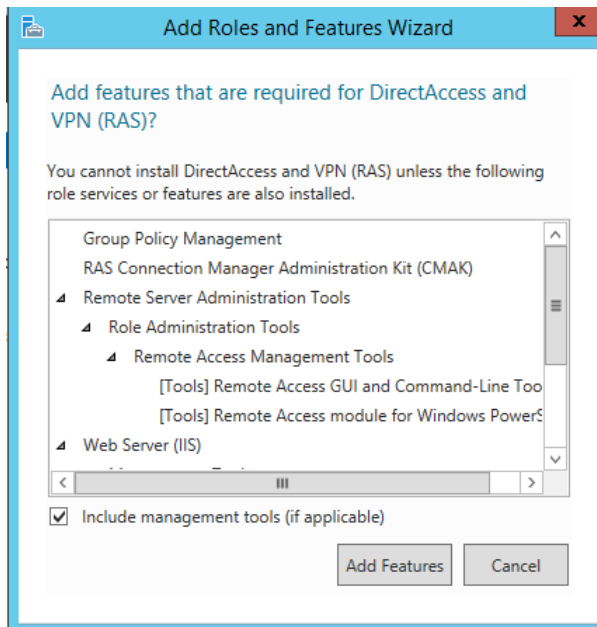 Add Roles and Features Wizard
x
Add features that are required for DirectAccess and
VPN (RAS)?
You cannot install DirectAccess and VPN (RAS) unless the following
role services or features are also installed.
Group Policy Management
RAS Connection Manager Administration Kit (CMAK)
Remote Server Administration Tools
Role Administration Tools
Remote Access Management Tools
[Tools] Remote Access GUI and Command-Line Too
[Tools] Remote Access module for Windows PowerS
Web Server (IIS)
Include management tools (if applicable)
Add Features
Cancel